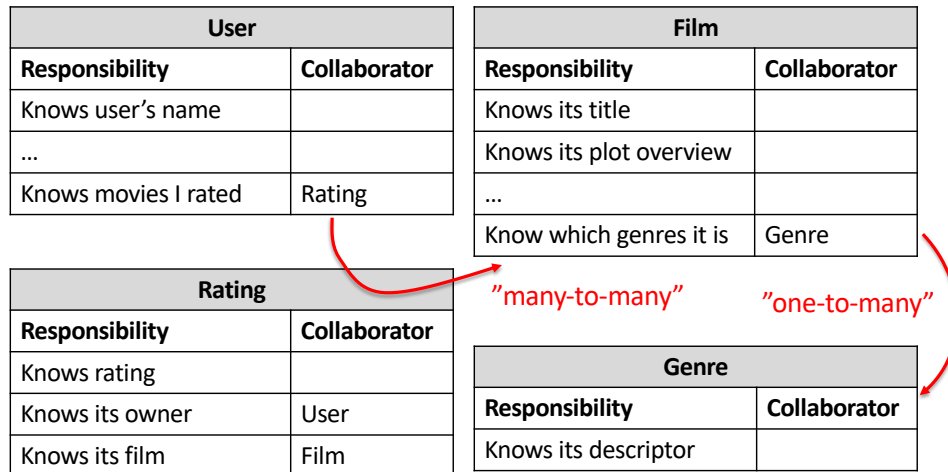 User
Responsibility Collaborator
Knows user’s name
...
Knows movies I rated Rating
Film
Responsibility Collaborator
Knows its title
Knows its plot overview
...
Know which genres it is Genre
”many-to-many”
”one-to-many”
Rating
Responsibility Collaborator
Knows rating
Knows its owner User
Knows its film Film
Genre
Responsibility Collaborator
Knows its descriptor